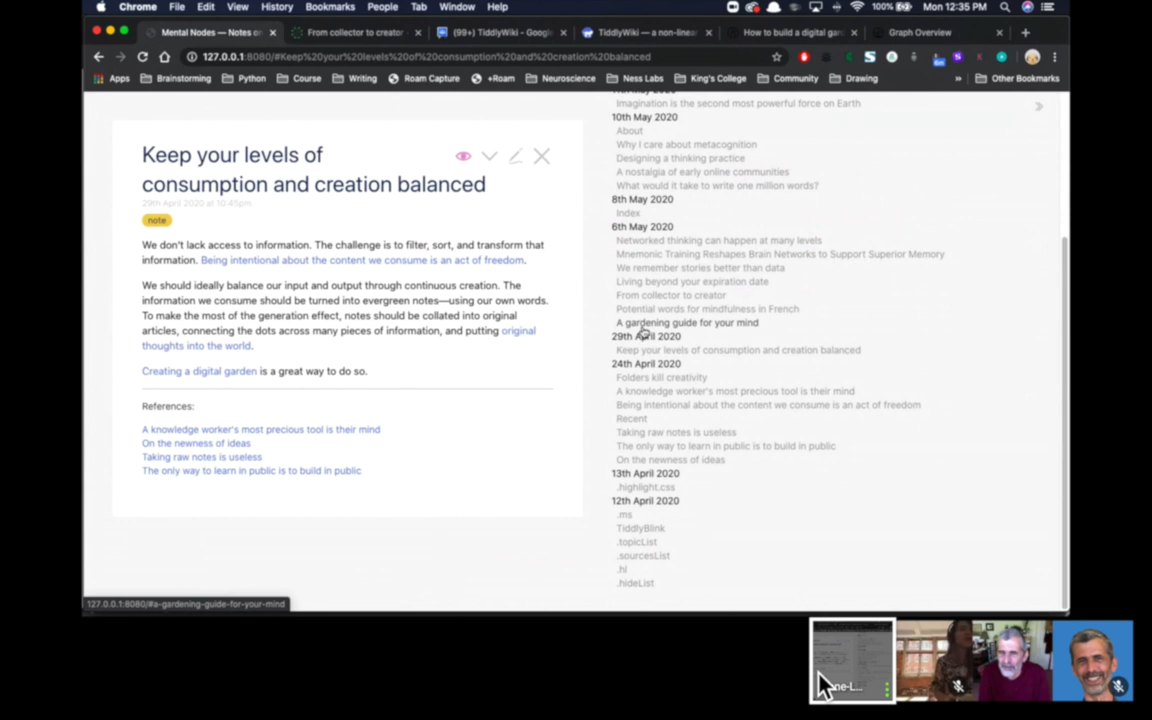 Chrome File Edit View History Bookmarks People Tab Window Help 100% Mon 12:35 PM
Mental Nodes — Notes o
From collector to creator -
(99+) TiddlyWiki - Google
TiddlyWiki — a non-linear
How to build a digital gar
Graph Overview
127.0.0.1:8080/#Keep%20your%20levels%20of%20consumption%20and%20creation%20balanced
Apps Brainstorming Python Course Writing Roam Capture +Roam Neuroscience Ness Labs King's College Community Drawing » Other Bookmarks
Keep your levels of
consumption and creation balanced
29th April 2020 at 10:45pm
note
We don't lack access to information. The challenge is to filter, sort, and transform that
information. Being intentional about the content we consume is an act of freedom.
We should ideally balance our input and output through continuous creation. The
information we consume should be turned into evergreen notes—using our own words.
To make the most of the generation effect, notes should be collated into original
articles, connecting the dots across many pieces of information, and putting original
thoughts into the world.
Creating a digital garden is a great way to do so.
References:
A knowledge worker's most precious tool is their mind
On the newness of ideas
Taking raw notes is useless
The only way to learn in public is to build in public
May 2020
Imagination is the second most powerful force on Earth
10th May 2020
About
Why I care about metacognition
Designing a thinking practice
A nostalgia of early online communities
What would it take to write one million words?
8th May 2020
Index
6th May 2020
Networked thinking can happen at many levels
Mnemonic Training Reshapes Brain Networks to Support Superior Memory
We remember stories better than data
Living beyond your expiration date
From collector to creator
Potential words for mindfulness in French
A gardening guide for your mind
29th April 2020
Keep your levels of consumption and creation balanced
24th April 2020
Folders kill creativity
A knowledge worker's most precious tool is their mind
Being intentional about the content we consume is an act of freedom
Recent
Taking raw notes is useless
The only way to learn in public is to build in public
On the newness of ideas
13th April 2020
.highlight.css
12th April 2020
.ms
TiddlyBlink
.topicList
.sourcesList
.hl
.hideList
127.0.0.1:8080/#a-gardening-guide-for-your-mind
ne-L...